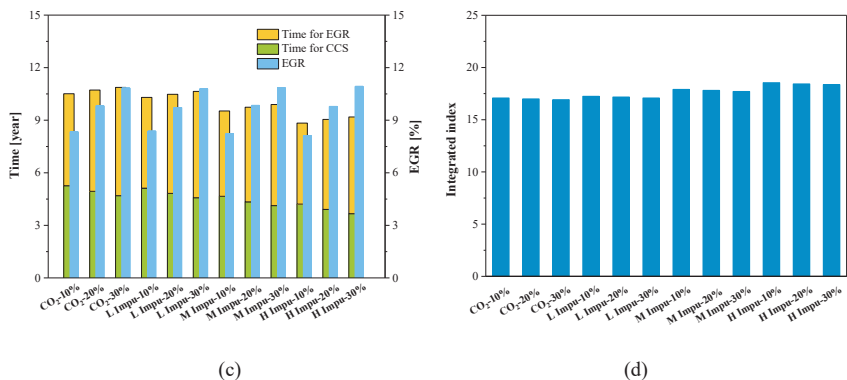 15
12
9
6
3
0
Time [year]
Time for EGR
Time for CCS
EGR
15
12
9
6
3
0
EGR [%]
CO₂-10%
CO₂-20%
CO₂-30%
L Impu-10%
L Impu-20%
L Impu-30%
M Impu-10%
M Impu-20%
M Impu-30%
H Impu-10%
H Impu-20%
H Impu-30%
(c)
25
20
15
10
5
0
Integrated index
CO₂-10%
CO₂-20%
CO₂-30%
L Impu-10%
L Impu-20%
L Impu-30%
M Impu-10%
M Impu-20%
M Impu-30%
H Impu-10%
H Impu-20%
H Impu-30%
(d)